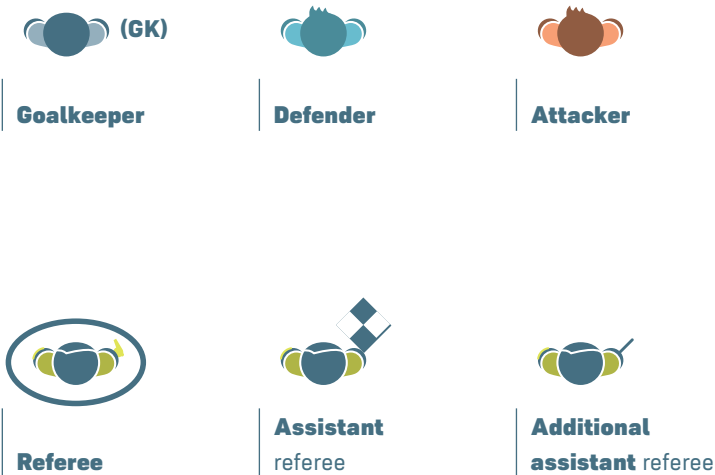 (GK)
Goalkeeper
Defender
Attacker
Referee
Assistant
referee
Additional
assistant referee